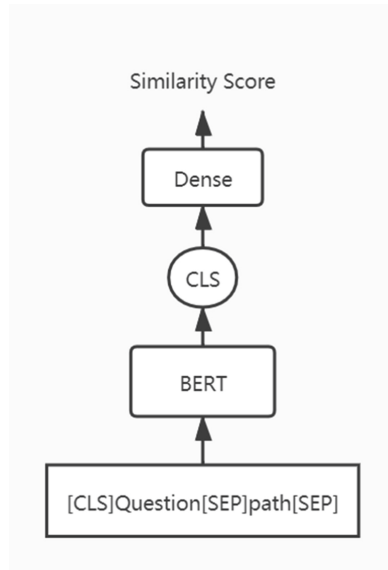 Similarity Score
Dense
CLS
BERT
[CLS]Question[SEP]path[SEP]